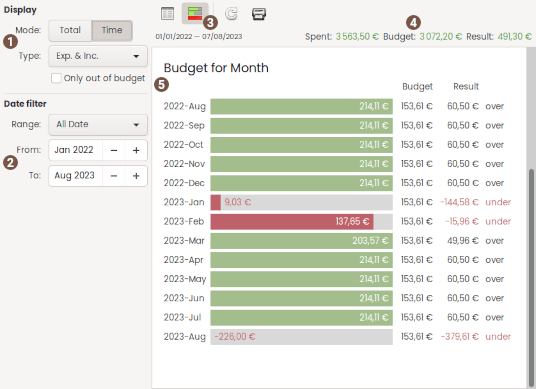 Display
Mode: Total Time
1
Type: Exp. & Inc.
Only out of budget
Date filter
Range: All Date
From: Jan 2022 − +
2
To: Aug 2023 − +
3
4
01/01/2022 — 07/08/2023
Spent: 3 563,50 € Budget: 3 072,20 € Result: 491,30 €
Budget for Month
5
Budget Result
2022-Aug 214,11 € 153,61 € 60,50 € over
2022-Sep 214,11 € 153,61 € 60,50 € over
2022-Oct 214,11 € 153,61 € 60,50 € over
2022-Nov 214,11 € 153,61 € 60,50 € over
2022-Dec 214,11 € 153,61 € 60,50 € over
2023-Jan 9,03 € 153,61 € -144,58 € under
2023-Feb 137,65 € 153,61 € -15,96 € under
2023-Mar 203,57 € 153,61 € 49,96 € over
2023-Apr 214,11 € 153,61 € 60,50 € over
2023-May 214,11 € 153,61 € 60,50 € over
2023-Jun 214,11 € 153,61 € 60,50 € over
2023-Jul 214,11 € 153,61 € 60,50 € over
2023-Aug -226,00 € 153,61 € -379,61 € under